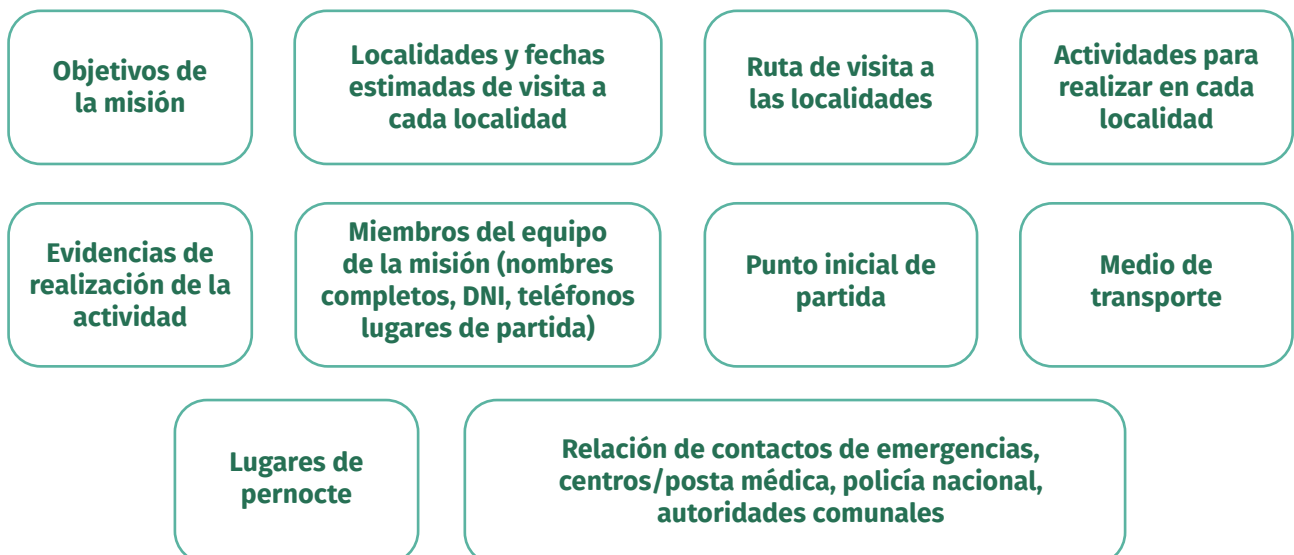 Objetivos de
la misión
Localidades y fechas
estimadas de visita a
cada localidad
Ruta de visita a
las localidades
Actividades para
realizar en cada
localidad
Evidencias de
realización de la
actividad
Miembros del equipo
de la misión (nombres
completos, DNI, teléfonos
lugares de partida)
Punto inicial de
partida
Medio de
transporte
Lugares de
pernocte
Relación de contactos de emergencias,
centros/posta médica, policía nacional,
autoridades comunales